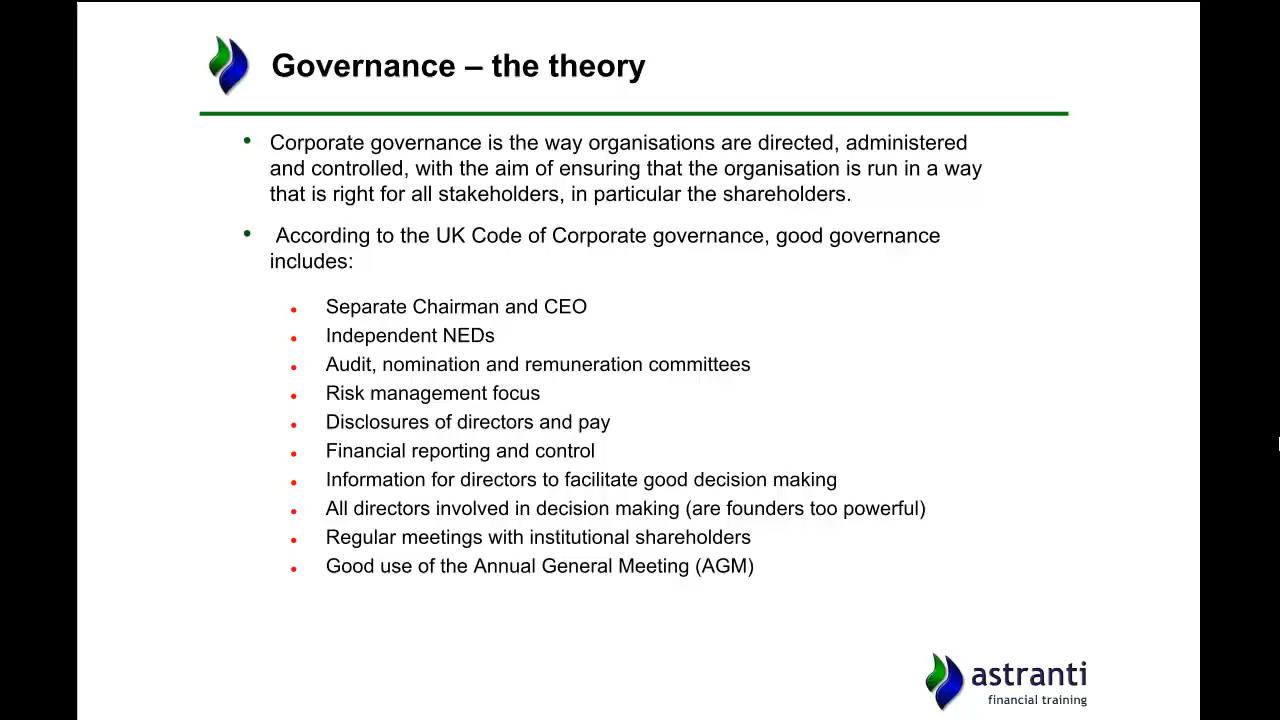 Governance – the theory
• Corporate governance is the way organisations are directed, administered
and controlled, with the aim of ensuring that the organisation is run in a way
that is right for all stakeholders, in particular the shareholders.
• According to the UK Code of Corporate governance, good governance
includes:
• Separate Chairman and CEO
• Independent NEDs
• Audit, nomination and remuneration committees
• Risk management focus
• Disclosures of directors and pay
• Financial reporting and control
• Information for directors to facilitate good decision making
• All directors involved in decision making (are founders too powerful)
• Regular meetings with institutional shareholders
• Good use of the Annual General Meeting (AGM)
astranti
financial training